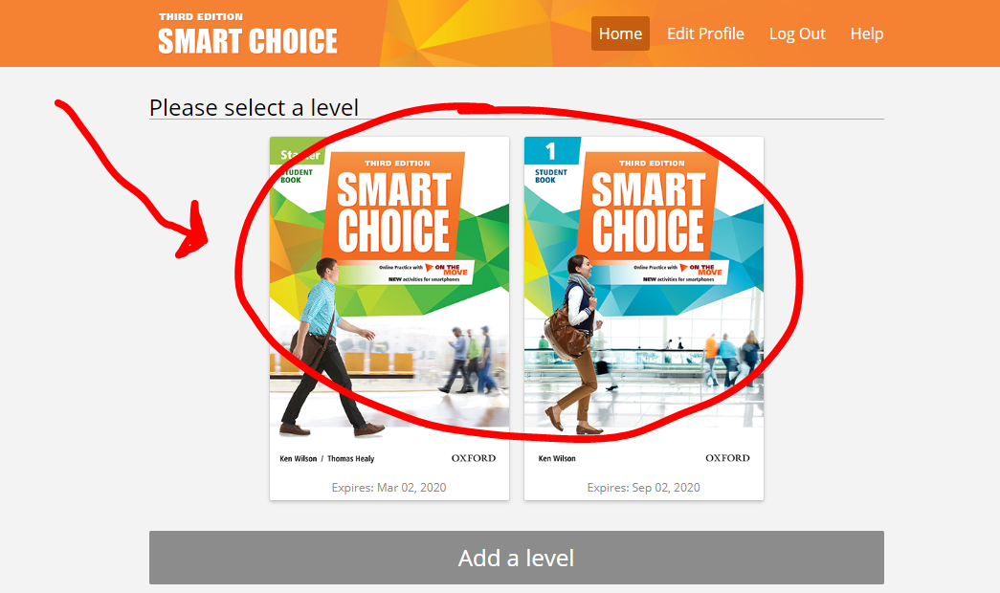 THIRD EDITION
SMART CHOICE
Home
Edit Profile
Log Out
Help
Please select a level
Starter
STUDENT
BOOK
THIRD EDITION
SMART
CHOICE
Online Practice with ON THE
MOVE
NEW activities for smartphones
Ken Wilson / Thomas Healy
OXFORD
Expires: Mar 02, 2020
1
STUDENT
BOOK
THIRD EDITION
SMART
CHOICE
Online Practice with ON THE
MOVE
NEW activities for smartphones
Ken Wilson
OXFORD
Expires: Sep 02, 2020
Add a level